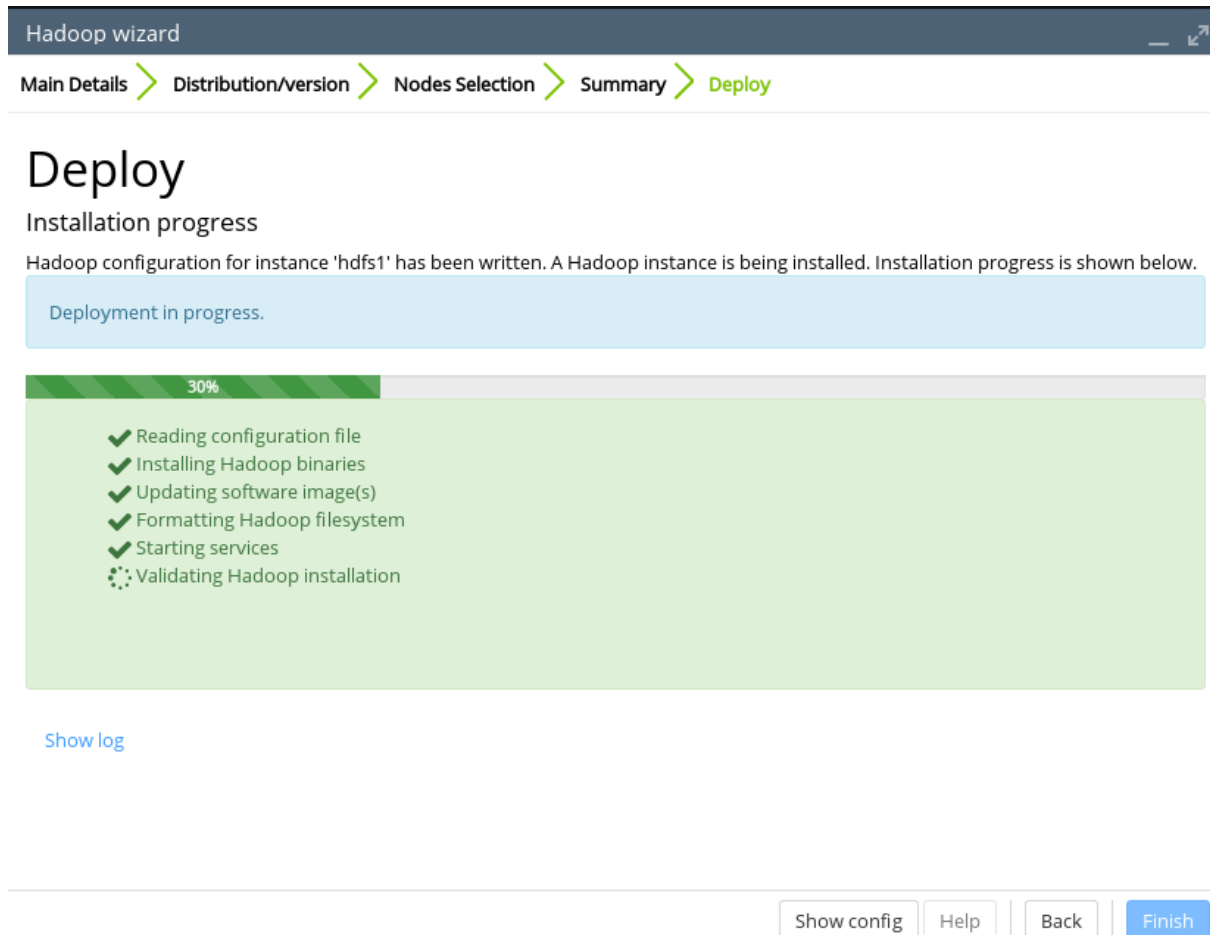 Hadoop wizard
Main Details Distribution/version Nodes Selection Summary Deploy
Deploy
Installation progress
Hadoop configuration for instance 'hdfs1' has been written. A Hadoop instance is being installed. Installation progress is shown below.
Deployment in progress.
30%
Reading configuration file
Installing Hadoop binaries
Updating software image(s)
Formatting Hadoop filesystem
Starting services
Validating Hadoop installation
Show log
Show config Help Back Finish